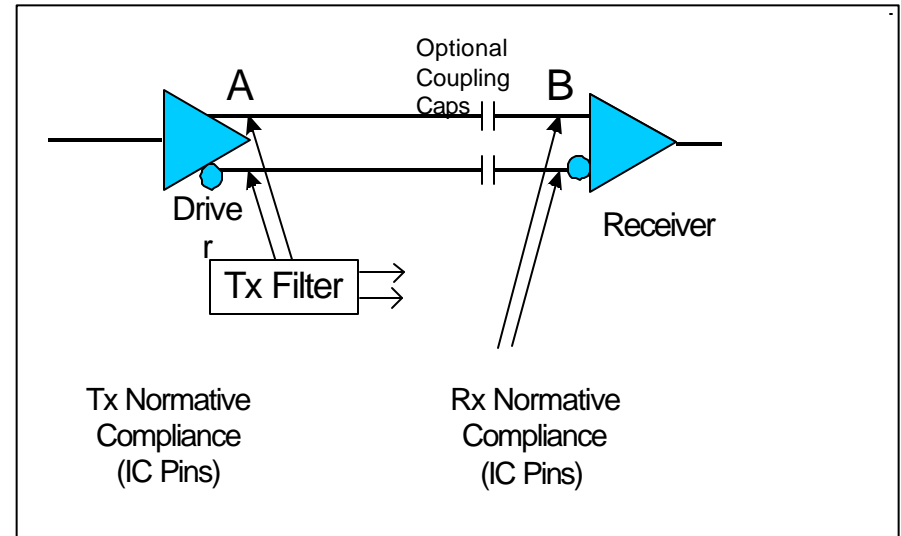 Optional
Coupling
Caps
A
B
Drive
r
Receiver
Tx Filter
Tx Normative
Compliance
(IC Pins)
Rx Normative
Compliance
(IC Pins)